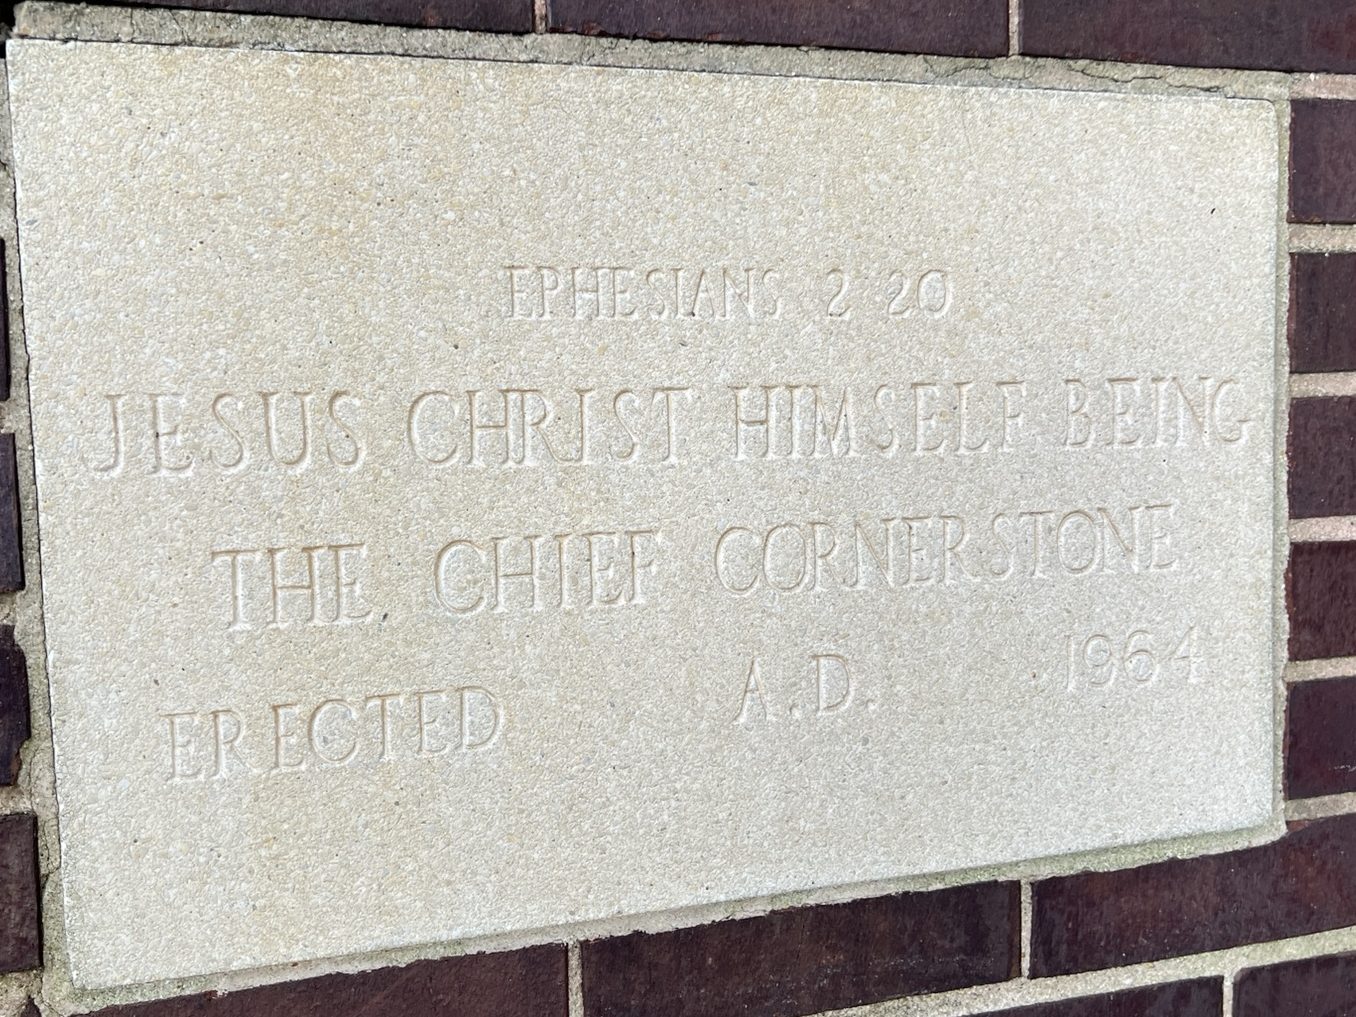 EPHESIANS 2 20
JESUS CHRIST HIMSELF BEING
THE CHIEF CORNERSTONE
ERECTED A.D. 1964